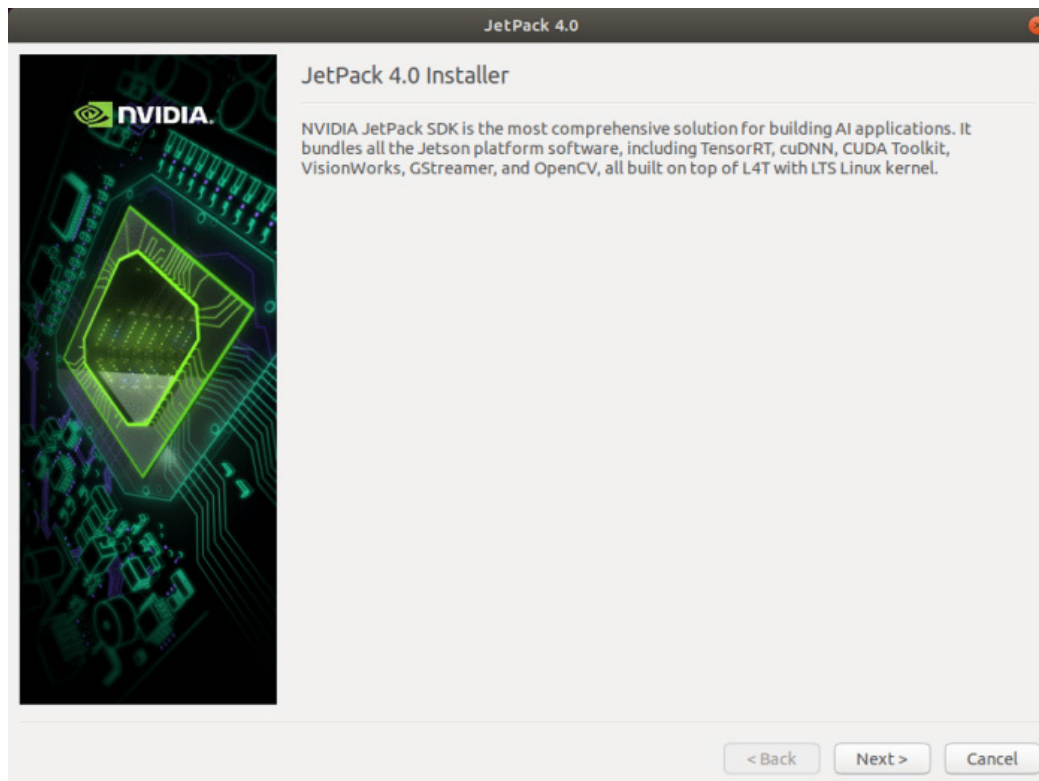 JetPack 4.0
NVIDIA.
JetPack 4.0 Installer
NVIDIA JetPack SDK is the most comprehensive solution for building AI applications. It
bundles all the Jetson platform software, including TensorRT, cuDNN, CUDA Toolkit,
VisionWorks, GStreamer, and OpenCV, all built on top of L4T with LTS Linux kernel.
< Back
Next >
Cancel